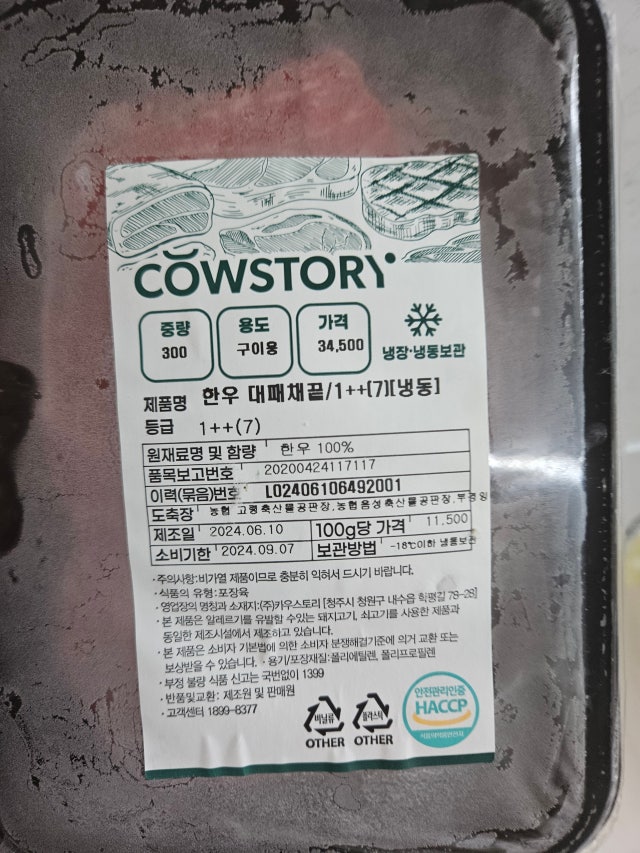 COWSTORY
중량 용도 가격
300 구이용 34,500 냉장·냉동보관
제품명 한우 대패채끝/1++(7)[냉동]
등급 1++(7)
원재료명 및 함량 한우 100%
품목보고번호 20200424117117
이력(묶음)번호 L02406106492001
도축장 농협 고령축산물공판장,농협음성축산물공판장,부경양
제조일 2024.06.10 100g당 가격 11,500
소비기한 2024.09.07 보관방법 -18℃이하 냉동보관
·주의사항:비가열 제품이므로 충분히 익혀서 드시기 바랍니다.
·식품의 유형:포장육
·영업장의 명칭과 소재지:(주)카우스토리 [청주시 청원구 내수읍 학평길 78-28]
·본 제품은 알레르기를 유발할 수있는 돼지고기, 쇠고기를 사용한 제품과
동일한 제조시설에서 제조하고 있습니다.
·본 제품은 소비자 기본법에 의한 소비자 분쟁해결기준에 의거 교환 또는
보상받을 수 있습니다. ·용기/포장재질:폴리에틸렌, 폴리프로필렌
·부정 불량 식품 신고는 국번없이 1399
·반품및교환: 제조원 및 판매원
·고객센터 1899-8377
비닐류 플라스틱
OTHER OTHER
안전관리인증
HACCP
식품의약품안전처